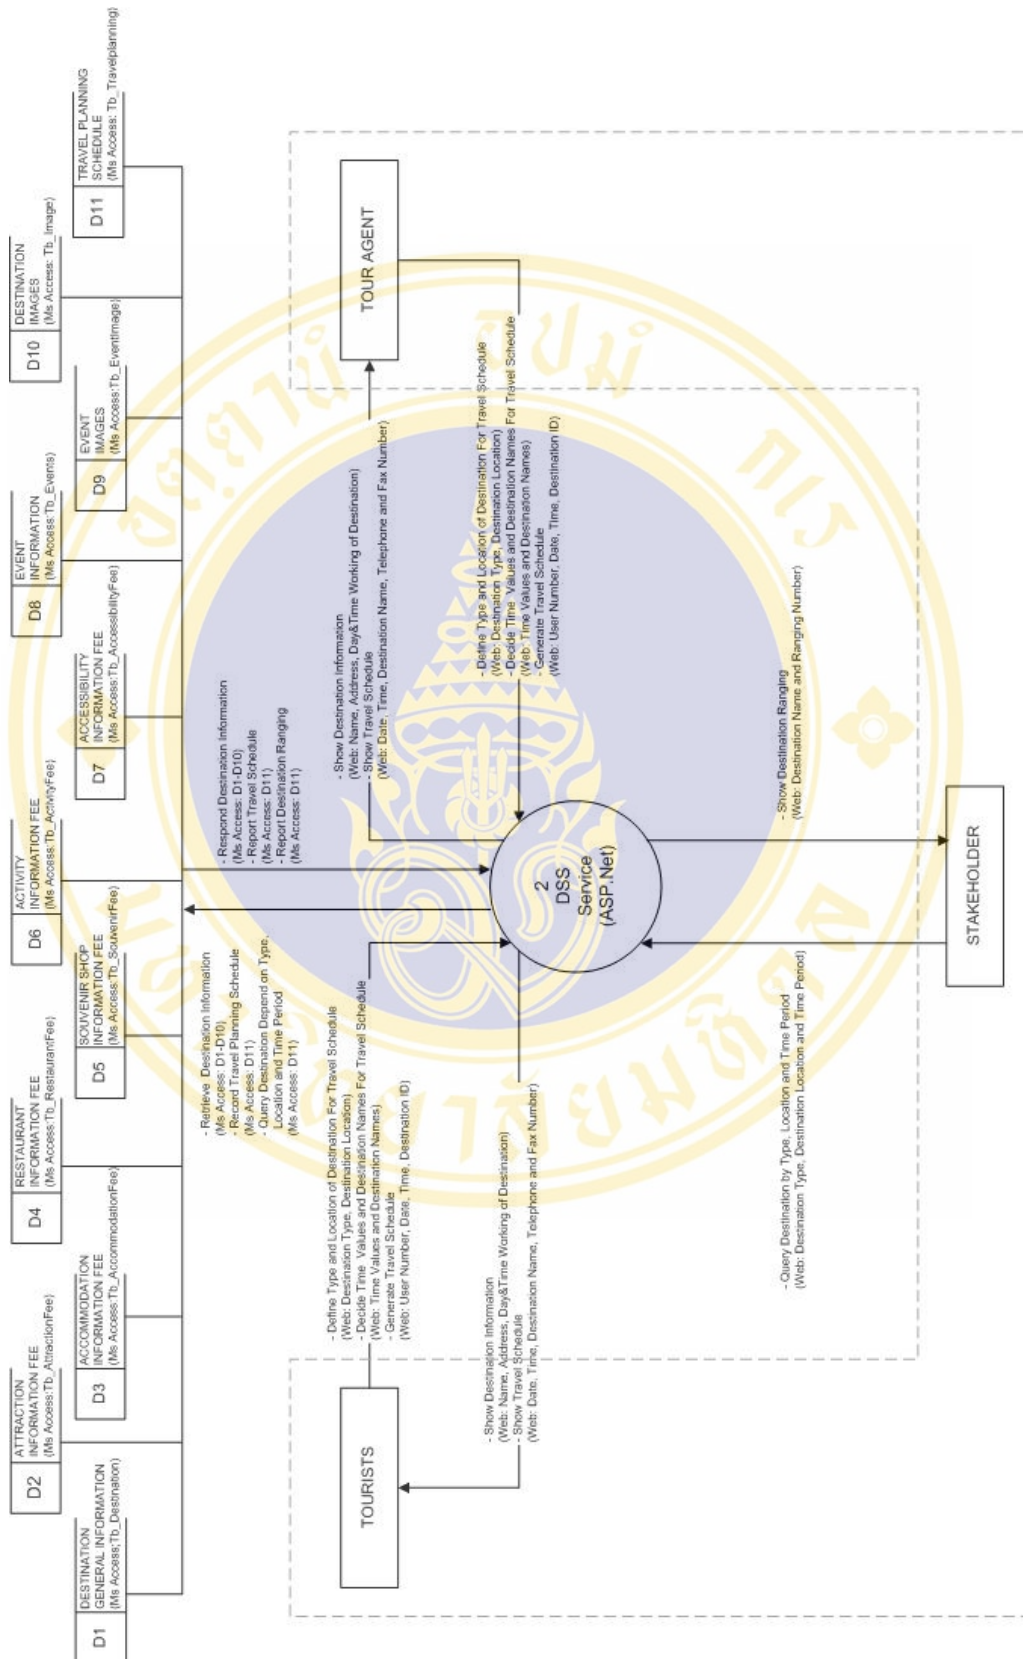 D1
DESTINATION
GENERAL INFORMATION
(Ms Access;Tb_Destination)
D2
ATTRACTION
INFORMATION FEE
(Ms Access:Tb_AttractionFee)
D3
ACCOMMODATION
INFORMATION FEE
(Ms Access:Tb_AccommodationFee)
D4
RESTAURANT
INFORMATION FEE
(Ms Access:Tb_RestaurantFee)
D5
SOUVENIR SHOP
INFORMATION FEE
(Ms Access:Tb_SouvenirFee)
D6
ACTIVITY
INFORMATION FEE
(Ms Access:Tb_ActivityFee)
D7
ACCESSIBILITY
INFORMATION FEE
(Ms Access:Tb_AccessibilityFee)
D8
EVENT
INFORMATION
(Ms Access:Tb_Events)
D9
EVENT
IMAGES
(Ms Access:Tb_EventImage)
D10
DESTINATION
IMAGES
(Ms Access: Tb_Image)
D11
TRAVEL PLANNING
SCHEDULE
(Ms Access: Tb_Travelplanning)
- Retrieve Destination Information
(Ms Access: D1-D10)
- Record Travel Planning Schedule
(Ms Access: D11)
- Query Destination Depend on Type,
Location and Time Period
(Ms Access: D11)
- Respond Destination Information
(Ms Access: D1-D10)
- Report Travel Schedule
(Ms Access: D11)
- Report Destination Ranging
(Ms Access: D11)
- Define Type and Location of Destination For Travel Schedule
(Web: Destination Type, Destination Location)
- Decide Time Values and Destination Names For Travel Schedule
(Web: Time Values and Destination Names)
- Generate Travel Schedule
(Web: User Number, Date, Time, Destination ID)
- Show Destination Information
(Web: Name, Address, Day&Time Working of Destination)
- Show Travel Schedule
(Web: Date, Time, Destination Name, Telephone and Fax Number)
TOURISTS
TOUR AGENT
- Show Destination Information
(Web: Name, Address, Day&Time Working of Destination)
- Show Travel Schedule
(Web: Date, Time, Destination Name, Telephone and Fax Number)
2
DSS
Service
(ASP.Net)
- Define Type and Location of Destination For Travel Schedule
(Web: Destination Type, Destination Location)
- Decide Time Values and Destination Names For Travel Schedule
(Web: Time Values and Destination Names)
- Generate Travel Schedule
(Web: User Number, Date, Time, Destination ID)
- Query Destination by Type, Location and Time Period
(Web: Destination Type, Destination Location and Time Period)
- Show Destination Ranging
(Web: Destination Name and Ranging Number)
STAKEHOLDER